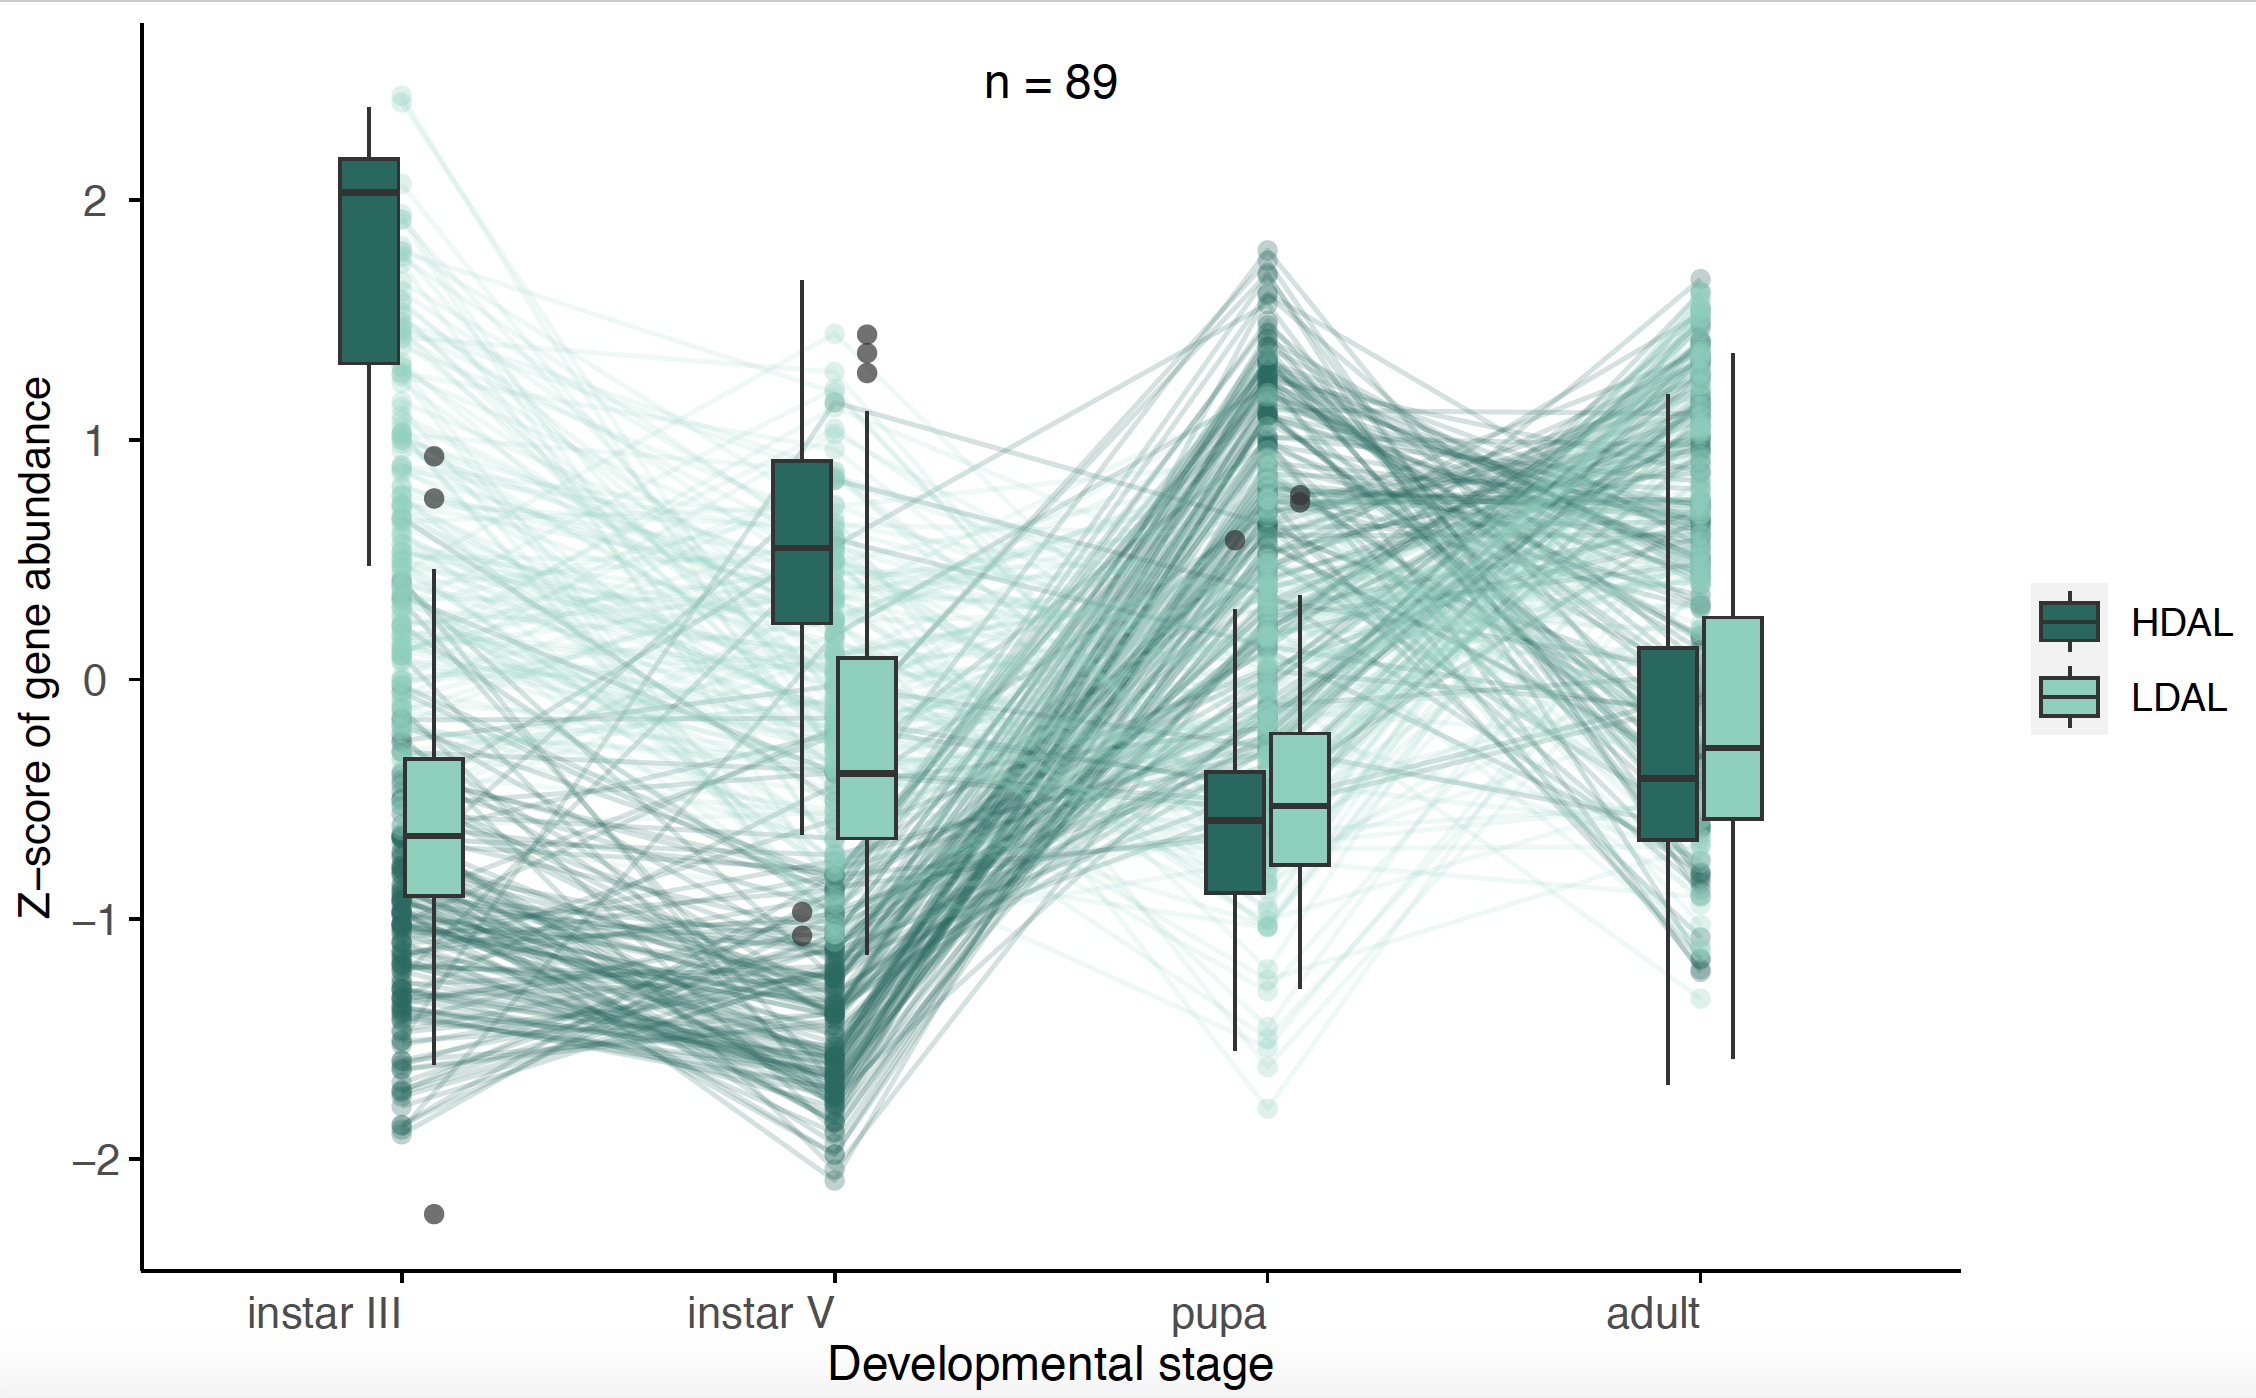 n = 89
Z−score of gene abundance
2
1
0
−1
−2
instar III
instar V
pupa
adult
Developmental stage
HDAL
LDAL